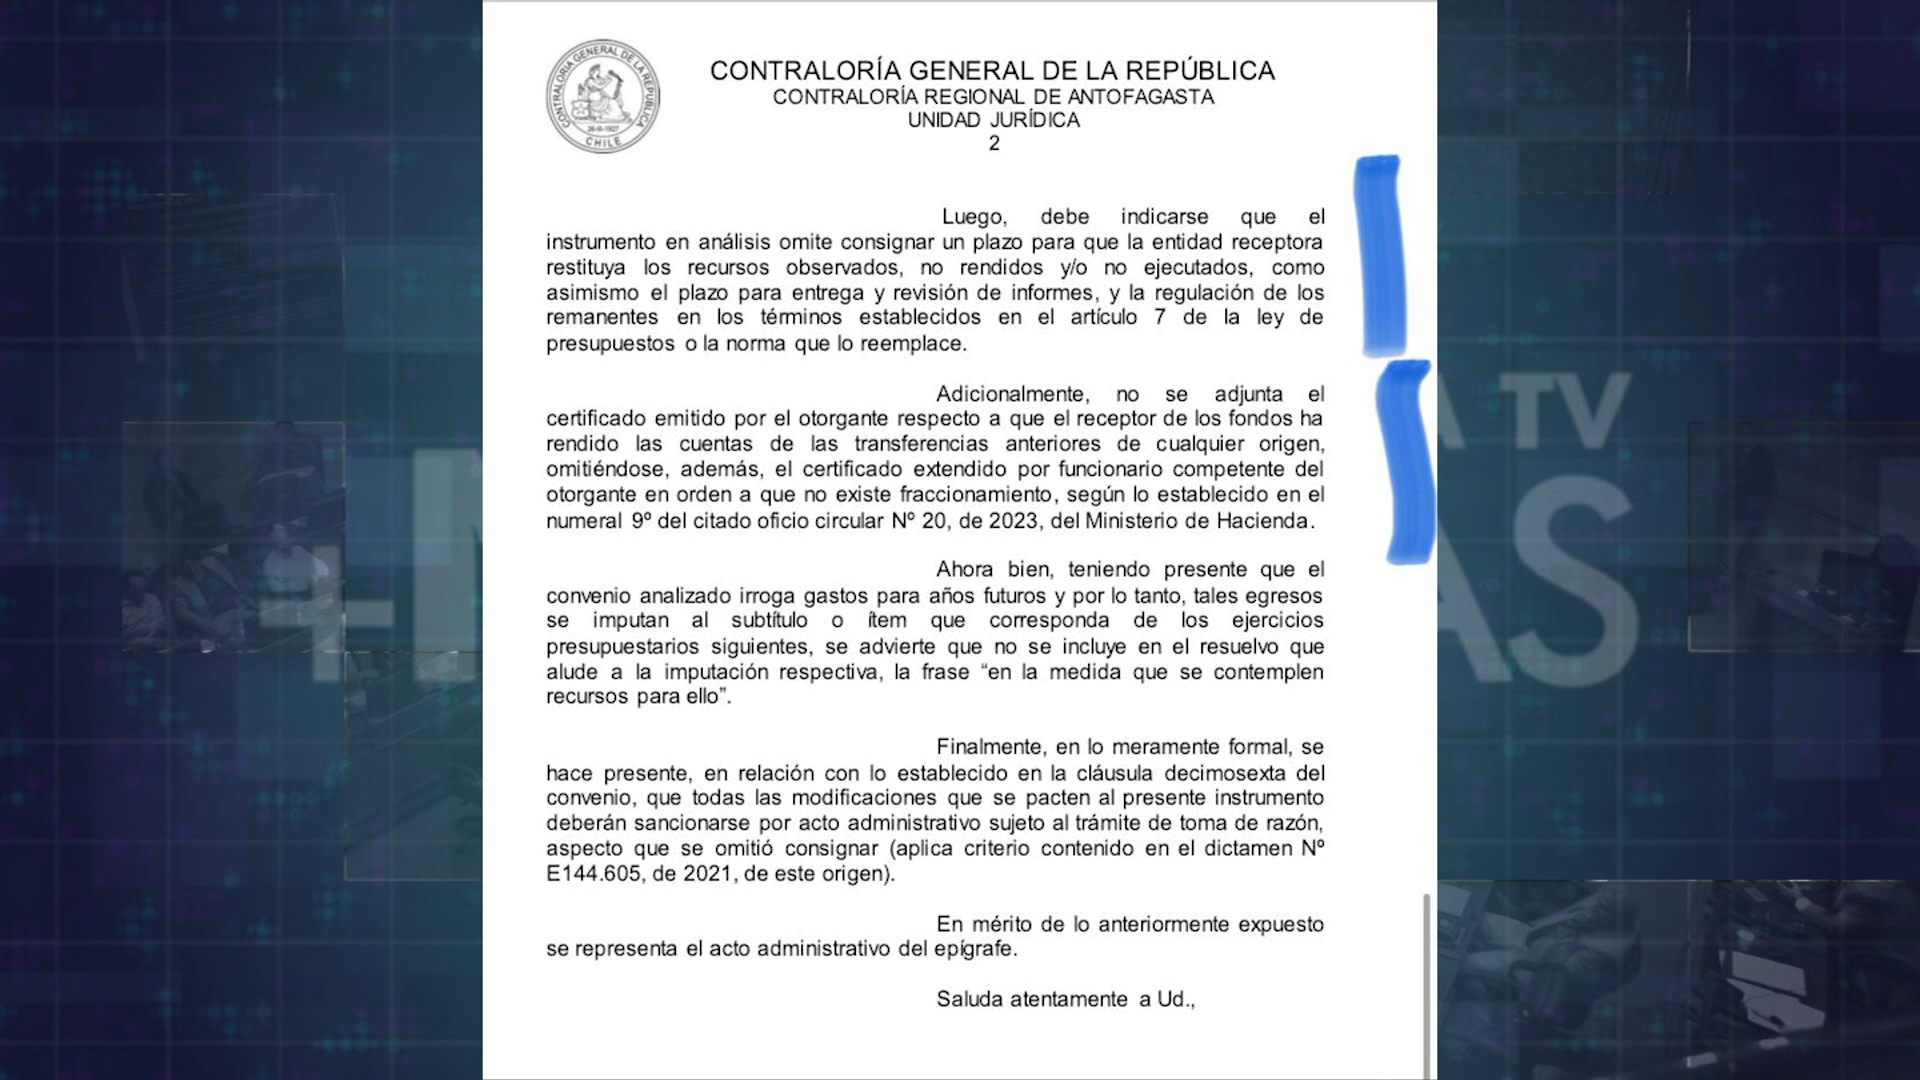 CONTRALORÍA GENERAL DE LA REPÚBLICA
CONTRALORÍA REGIONAL DE ANTOFAGASTA
UNIDAD JURÍDICA
2
CONTRALORÍA GENERAL DE LA REPÚBLICA
CHILE
Luego, debe indicarse que el
instrumento en análisis omite consignar un plazo para que la entidad receptora
restituya los recursos observados, no rendidos y/o no ejecutados, como
asimismo el plazo para entrega y revisión de informes, y la regulación de los
remanentes en los términos establecidos en el artículo 7 de la ley de
presupuestos o la norma que lo reemplace.
Adicionalmente, no se adjunta el
certificado emitido por el otorgante respecto a que el receptor de los fondos ha
rendido las cuentas de las transferencias anteriores de cualquier origen,
omitiéndose, además, el certificado extendido por funcionario competente del
otorgante en orden a que no existe fraccionamiento, según lo establecido en el
numeral 9º del citado oficio circular Nº 20, de 2023, del Ministerio de Hacienda.
Ahora bien, teniendo presente que el
convenio analizado irroga gastos para años futuros y por lo tanto, tales egresos
se imputan al subtítulo o ítem que corresponda de los ejercicios
presupuestarios siguientes, se advierte que no se incluye en el resuelvo que
alude a la imputación respectiva, la frase “en la medida que se contemplen
recursos para ello”.
Finalmente, en lo meramente formal, se
hace presente, en relación con lo establecido en la cláusula decimosexta del
convenio, que todas las modificaciones que se pacten al presente instrumento
deberán sancionarse por acto administrativo sujeto al trámite de toma de razón,
aspecto que se omitió consignar (aplica criterio contenido en el dictamen Nº
E144.605, de 2021, de este origen).
En mérito de lo anteriormente expuesto
se representa el acto administrativo del epígrafe.
Saluda atentamente a Ud.,
A TV
+N
AS